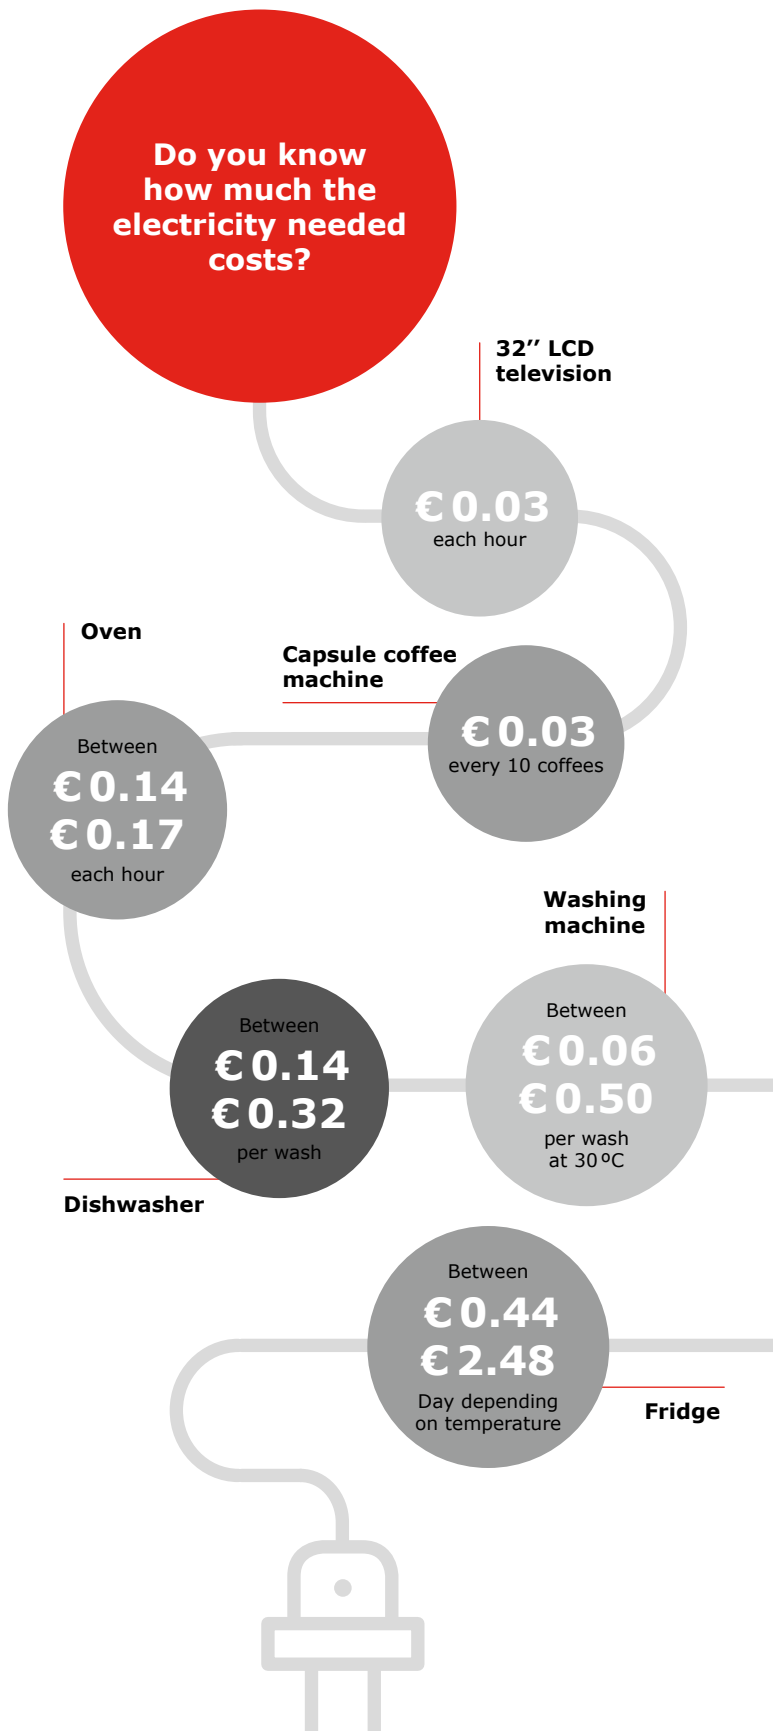 Do you know
how much the
electricity needed
costs?
32’’ LCD
television
€ 0.03
each hour
Capsule coffee
machine
€ 0.03
every 10 coffees
Oven
Between
€ 0.14
€ 0.17
each hour
Between
€ 0.14
€ 0.32
per wash
Dishwasher
Washing
machine
Between
€ 0.06
€ 0.50
per wash
at 30 ºC
Between
€ 0.44
€ 2.48
Day depending
on temperature
Fridge